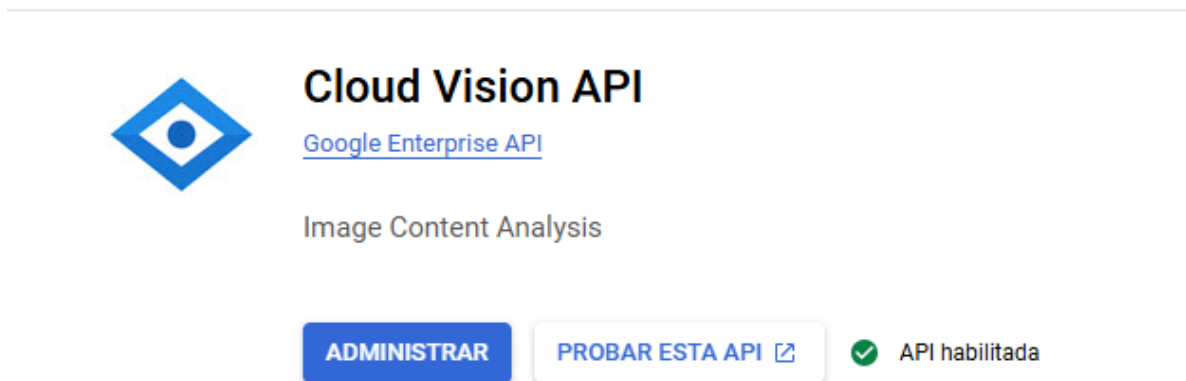 Cloud Vision API
Google Enterprise API
Image Content Analysis
ADMINISTRAR PROBAR ESTA API API habilitada